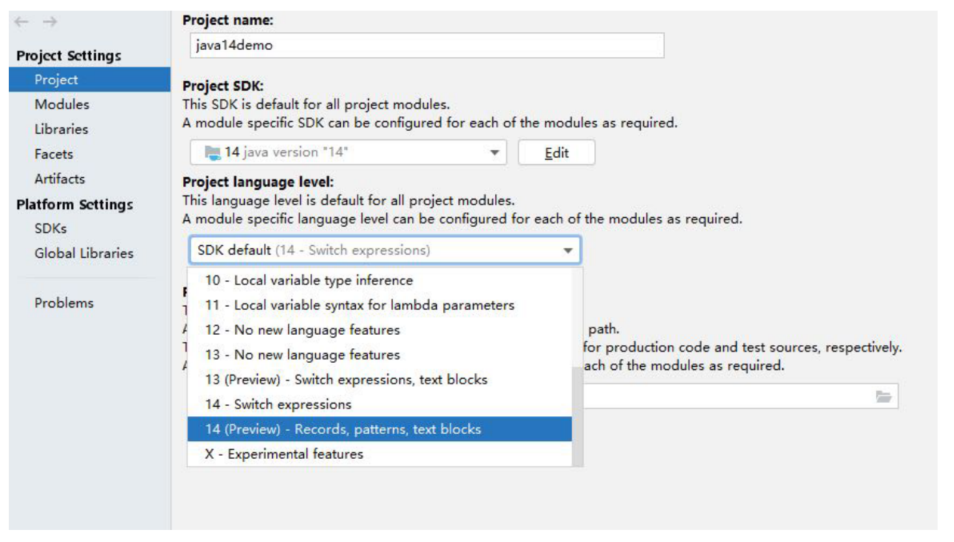 Project name:
java14demo
Project Settings
Project
Modules
Libraries
Facets
Artifacts
Platform Settings
SDKs
Global Libraries
Problems
Project SDK:
This SDK is default for all project modules.
A module specific SDK can be configured for each of the modules as required.
14 java version "14"
Edit
Project language level:
This language level is default for all project modules.
A module specific language level can be configured for each of the modules as required.
SDK default (14 - Switch expressions)
10 - Local variable type inference
11 - Local variable syntax for lambda parameters
12 - No new language features
13 - No new language features
13 (Preview) - Switch expressions, text blocks
14 - Switch expressions
14 (Preview) - Records, patterns, text blocks
X - Experimental features
path.
for production code and test sources, respectively.
ach of the modules as required.